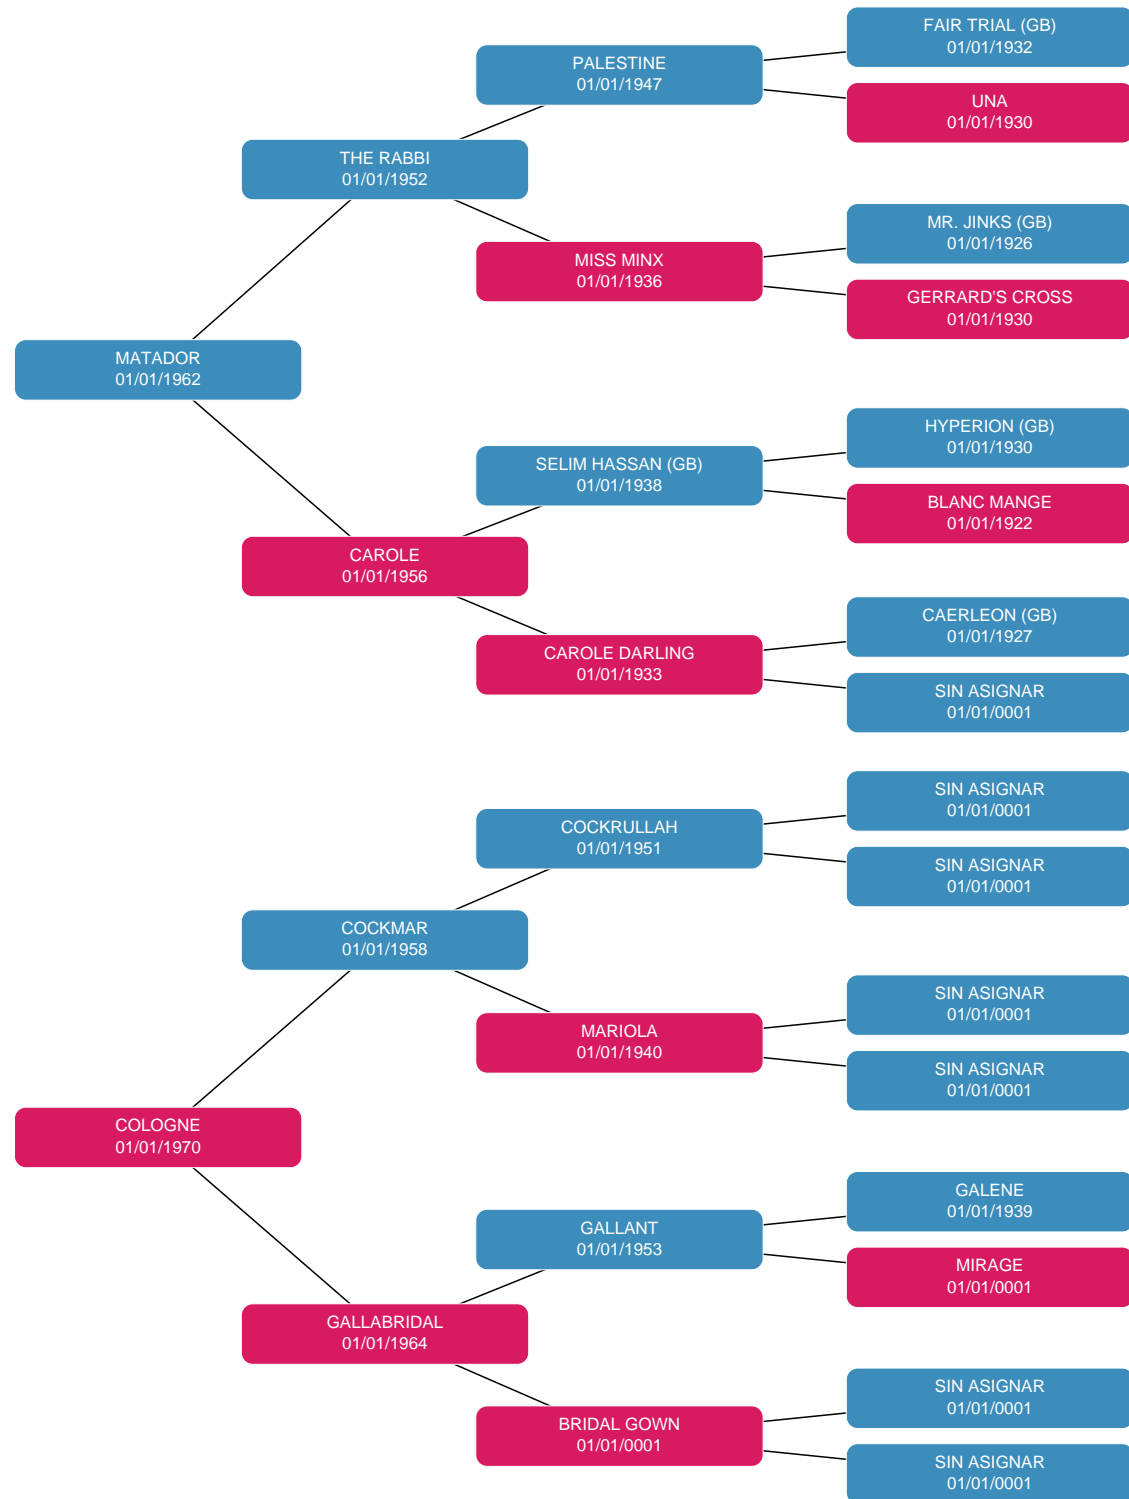 FAIR TRIAL (GB)
01/01/1932
PALESTINE
01/01/1947
UNA
01/01/1930
THE RABBI
01/01/1952
MR. JINKS (GB)
01/01/1926
MISS MINX
01/01/1936
GERRARD'S CROSS
01/01/1930
MATADOR
01/01/1962
HYPERION (GB)
01/01/1930
SELIM HASSAN (GB)
01/01/1938
BLANC MANGE
01/01/1922
CAROLE
01/01/1956
CAERLEON (GB)
01/01/1927
CAROLE DARLING
01/01/1933
SIN ASIGNAR
01/01/0001
SIN ASIGNAR
01/01/0001
COCKRULLAH
01/01/1951
SIN ASIGNAR
01/01/0001
COCKMAR
01/01/1958
SIN ASIGNAR
01/01/0001
MARIOLA
01/01/1940
SIN ASIGNAR
01/01/0001
COLOGNE
01/01/1970
GALENE
01/01/1939
GALLANT
01/01/1953
MIRAGE
01/01/0001
GALLABRIDAL
01/01/1964
SIN ASIGNAR
01/01/0001
BRIDAL GOWN
01/01/0001
SIN ASIGNAR
01/01/0001